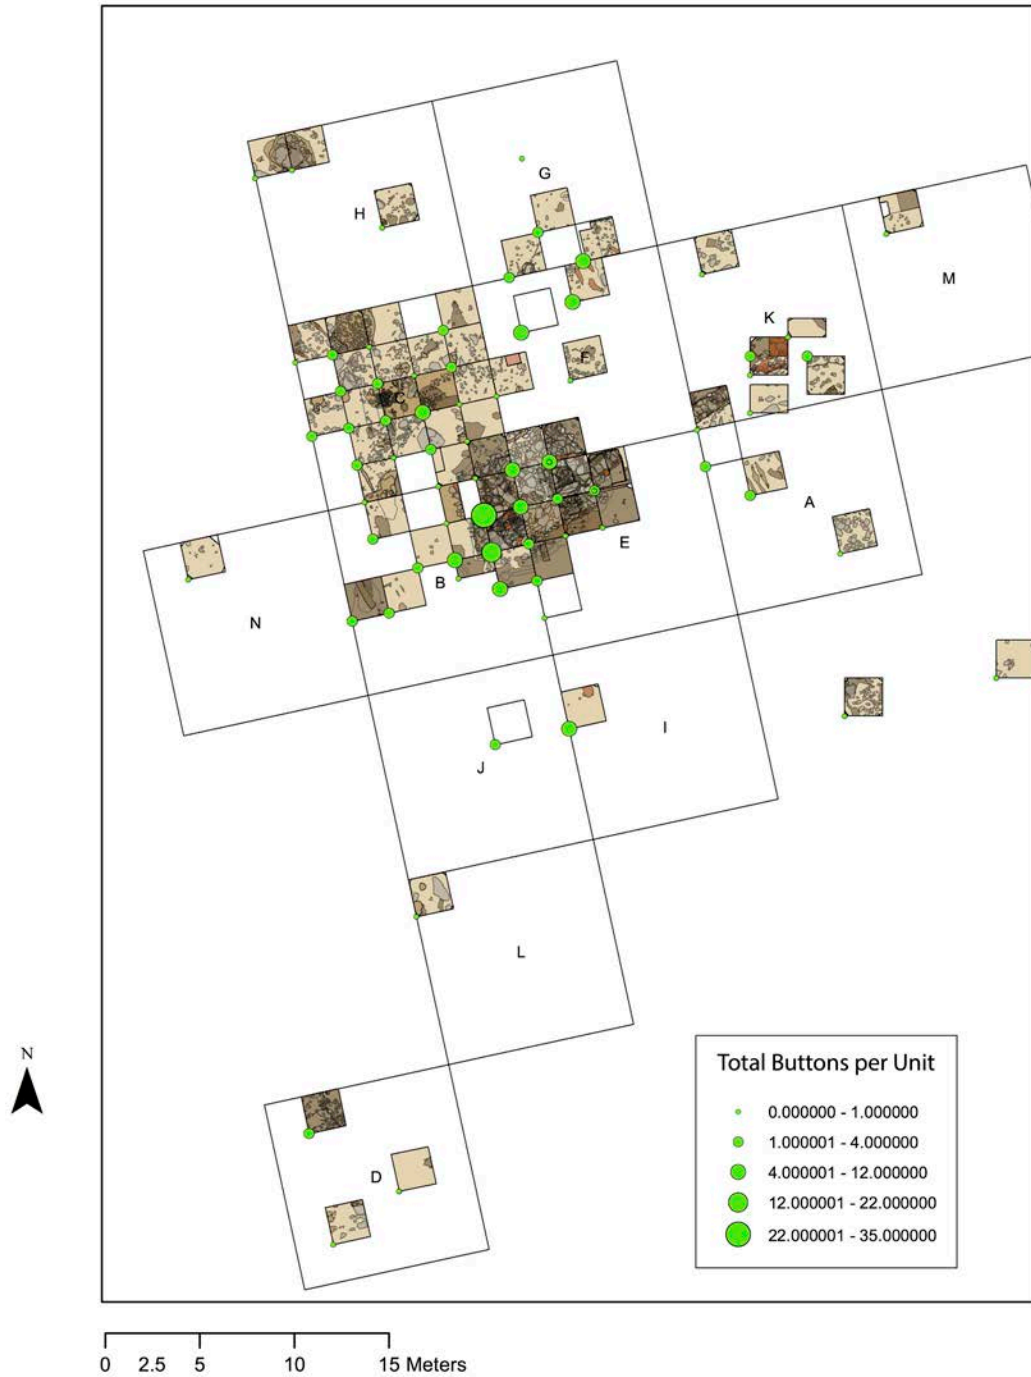 G
H
M
K
F
C
A
E
B
N
I
J
L
D
N
Total Buttons per Unit
0.000000 - 1.000000
1.000001 - 4.000000
4.000001 - 12.000000
12.000001 - 22.000000
22.000001 - 35.000000
0 2.5 5 10 15 Meters